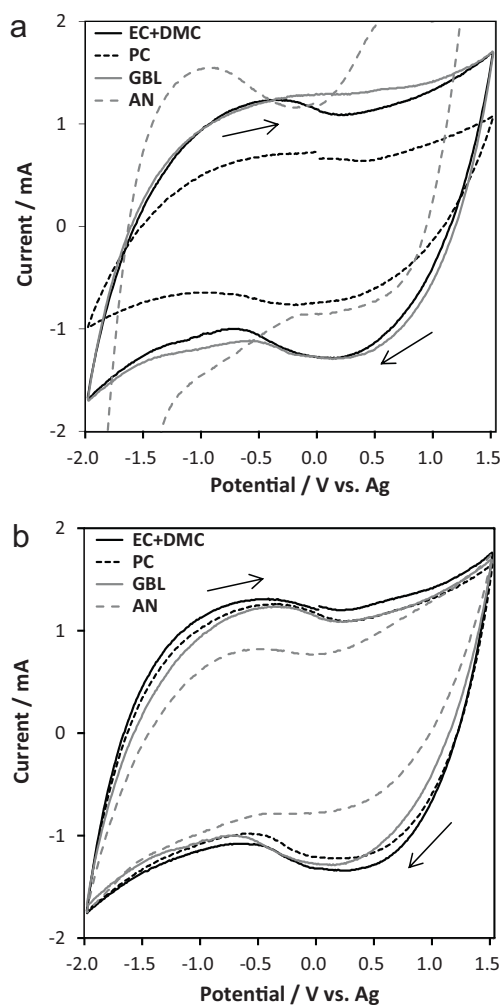 a
EC+DMC
PC
GBL
AN
2
1
0
-1
-2
Current / mA
-2.0 -1.5 -1.0 -0.5 0.0 0.5 1.0 1.5
Potential / V vs. Ag
b
EC+DMC
PC
GBL
AN
2
1
0
-1
-2
Current / mA
-2.0 -1.5 -1.0 -0.5 0.0 0.5 1.0 1.5
Potential / V vs. Ag